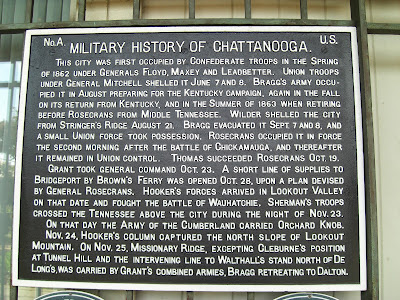 No. A. MILITARY HISTORY OF CHATTANOOGA. U.S.
THIS CITY WAS FIRST OCCUPIED BY CONFEDERATE TROOPS IN THE SPRING
OF 1862 UNDER GENERALS FLOYD, MAXEY AND LEADBETTER. UNION TROOPS
UNDER GENERAL MITCHELL SHELLED IT JUNE 7 AND 8. BRAGG'S ARMY OCCU-
PIED IT IN AUGUST PREPARING FOR THE KENTUCKY CAMPAIGN, AGAIN IN THE FALL
ON ITS RETURN FROM KENTUCKY, AND IN THE SUMMER OF 1863 WHEN RETIRING
BEFORE ROSECRANS FROM MIDDLE TENNESSEE. WILDER SHELLED THE CITY
FROM STRINGER'S RIDGE AUGUST 21. BRAGG EVACUATED IT SEPT. 7 AND 8, AND
A SMALL UNION FORCE TOOK POSSESSION. ROSECRANS OCCUPIED IT IN FORCE
THE SECOND MORNING AFTER THE BATTLE OF CHICKAMAUGA, AND THEREAFTER
IT REMAINED IN UNION CONTROL. THOMAS SUCCEEDED ROSECRANS OCT. 19.
GRANT TOOK GENERAL COMMAND OCT. 23. A SHORT LINE OF SUPPLIES TO
BRIDGEPORT BY BROWN'S FERRY WAS OPENED OCT. 28, UPON A PLAN DEVISED
BY GENERAL ROSECRANS. HOOKER'S FORCES ARRIVED IN LOOKOUT VALLEY
ON THAT DATE AND FOUGHT THE BATTLE OF WAUHATCHIE. SHERMAN'S TROOPS
CROSSED THE TENNESSEE ABOVE THE CITY DURING THE NIGHT OF NOV. 23.
ON THAT DAY THE ARMY OF THE CUMBERLAND CARRIED ORCHARD KNOB.
NOV. 24, HOOKER'S COLUMN CAPTURED THE NORTH SLOPE OF LOOKOUT
MOUNTAIN. ON NOV. 25, MISSIONARY RIDGE, EXCEPTING CLEBURNE'S POSITION
AT TUNNEL HILL AND THE INTERVENING LINE TO WALTHALL'S STAND NORTH OF DE
LONG'S, WAS CARRIED BY GRANT'S COMBINED ARMIES, BRAGG RETREATING TO DALTON.